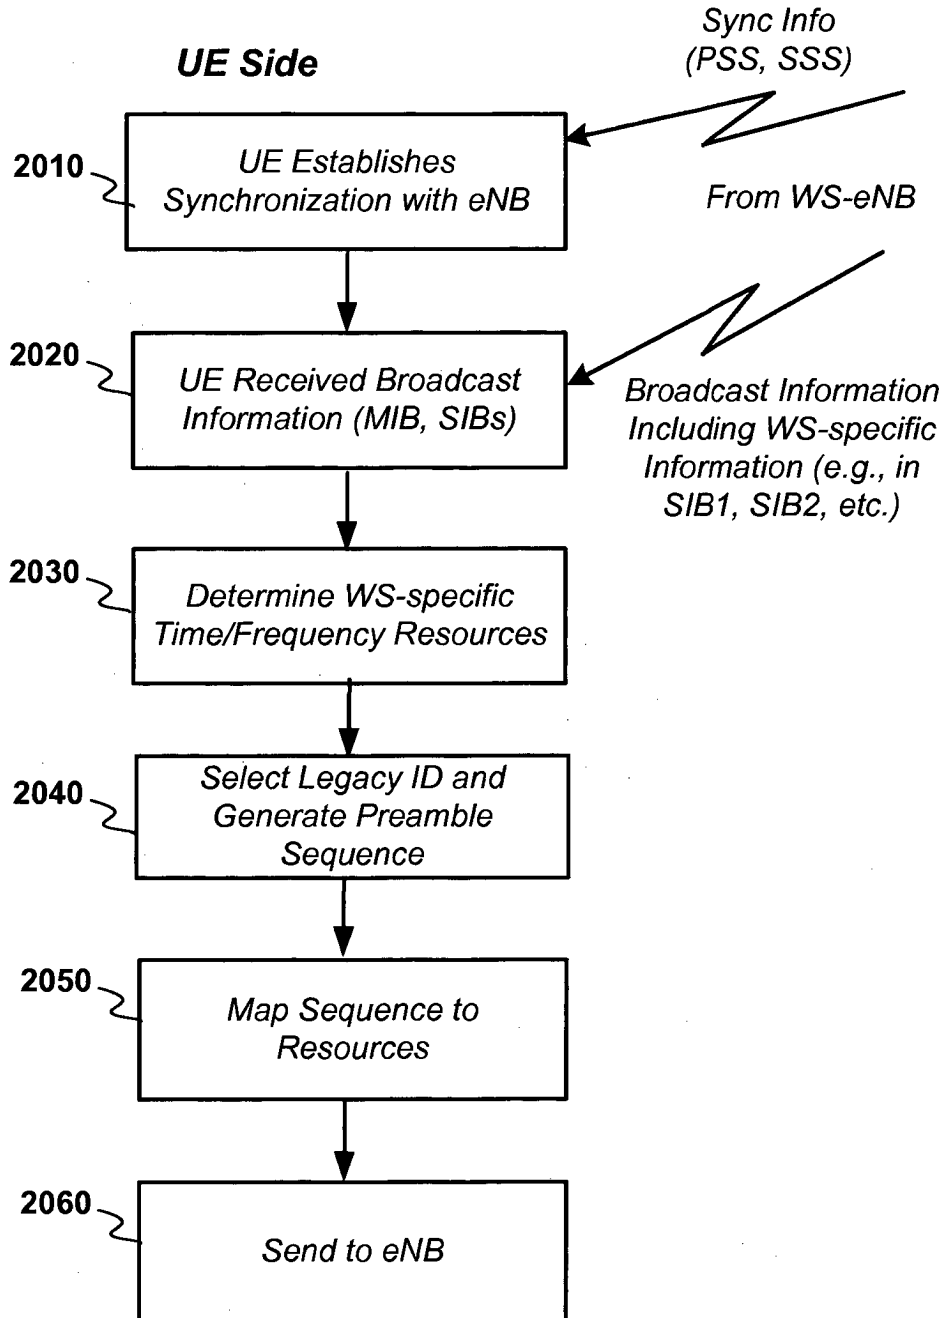 UE Side
Sync Info
(PSS, SSS)
2010
UE Establishes
Synchronization with eNB
From WS-eNB
2020
UE Received Broadcast
Information (MIB, SIBs)
Broadcast Information
Including WS-specific
Information (e.g., in
SIB1, SIB2, etc.)
2030
Determine WS-specific
Time/Frequency Resources
2040
Select Legacy ID and
Generate Preamble
Sequence
2050
Map Sequence to
Resources
2060
Send to eNB